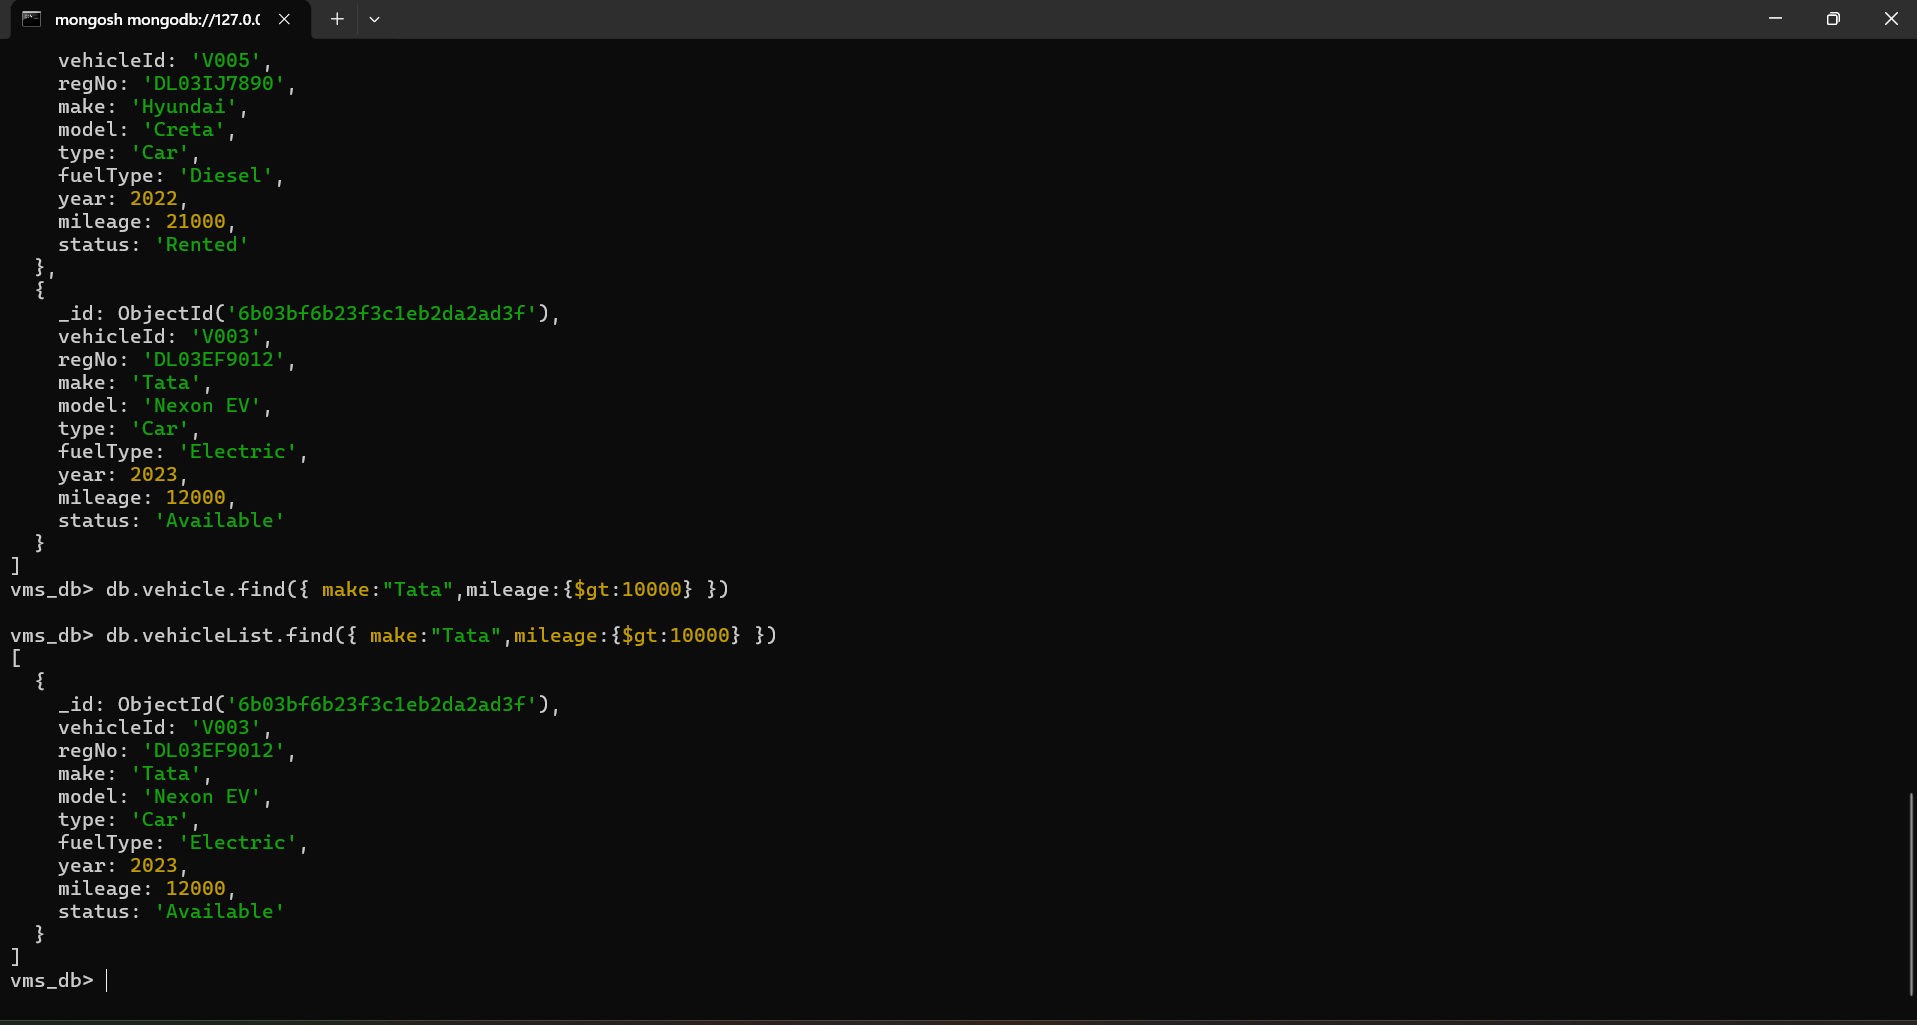 mongosh mongodb://127.0.0
vehicleId: 'V005',
regNo: 'DL03IJ7890',
make: 'Hyundai',
model: 'Creta',
type: 'Car',
fuelType: 'Diesel',
year: 2022,
mileage: 21000,
status: 'Rented'
},
{
_id: ObjectId('6b03bf6b23f3c1eb2da2ad3f'),
vehicleId: 'V003',
regNo: 'DL03EF9012',
make: 'Tata',
model: 'Nexon EV',
type: 'Car',
fuelType: 'Electric',
year: 2023,
mileage: 12000,
status: 'Available'
}
]
vms_db> db.vehicle.find({ make:"Tata",mileage:{$gt:10000} })
vms_db> db.vehicleList.find({ make:"Tata",mileage:{$gt:10000} })
[
{
_id: ObjectId('6b03bf6b23f3c1eb2da2ad3f'),
vehicleId: 'V003',
regNo: 'DL03EF9012',
make: 'Tata',
model: 'Nexon EV',
type: 'Car',
fuelType: 'Electric',
year: 2023,
mileage: 12000,
status: 'Available'
}
]
vms_db>